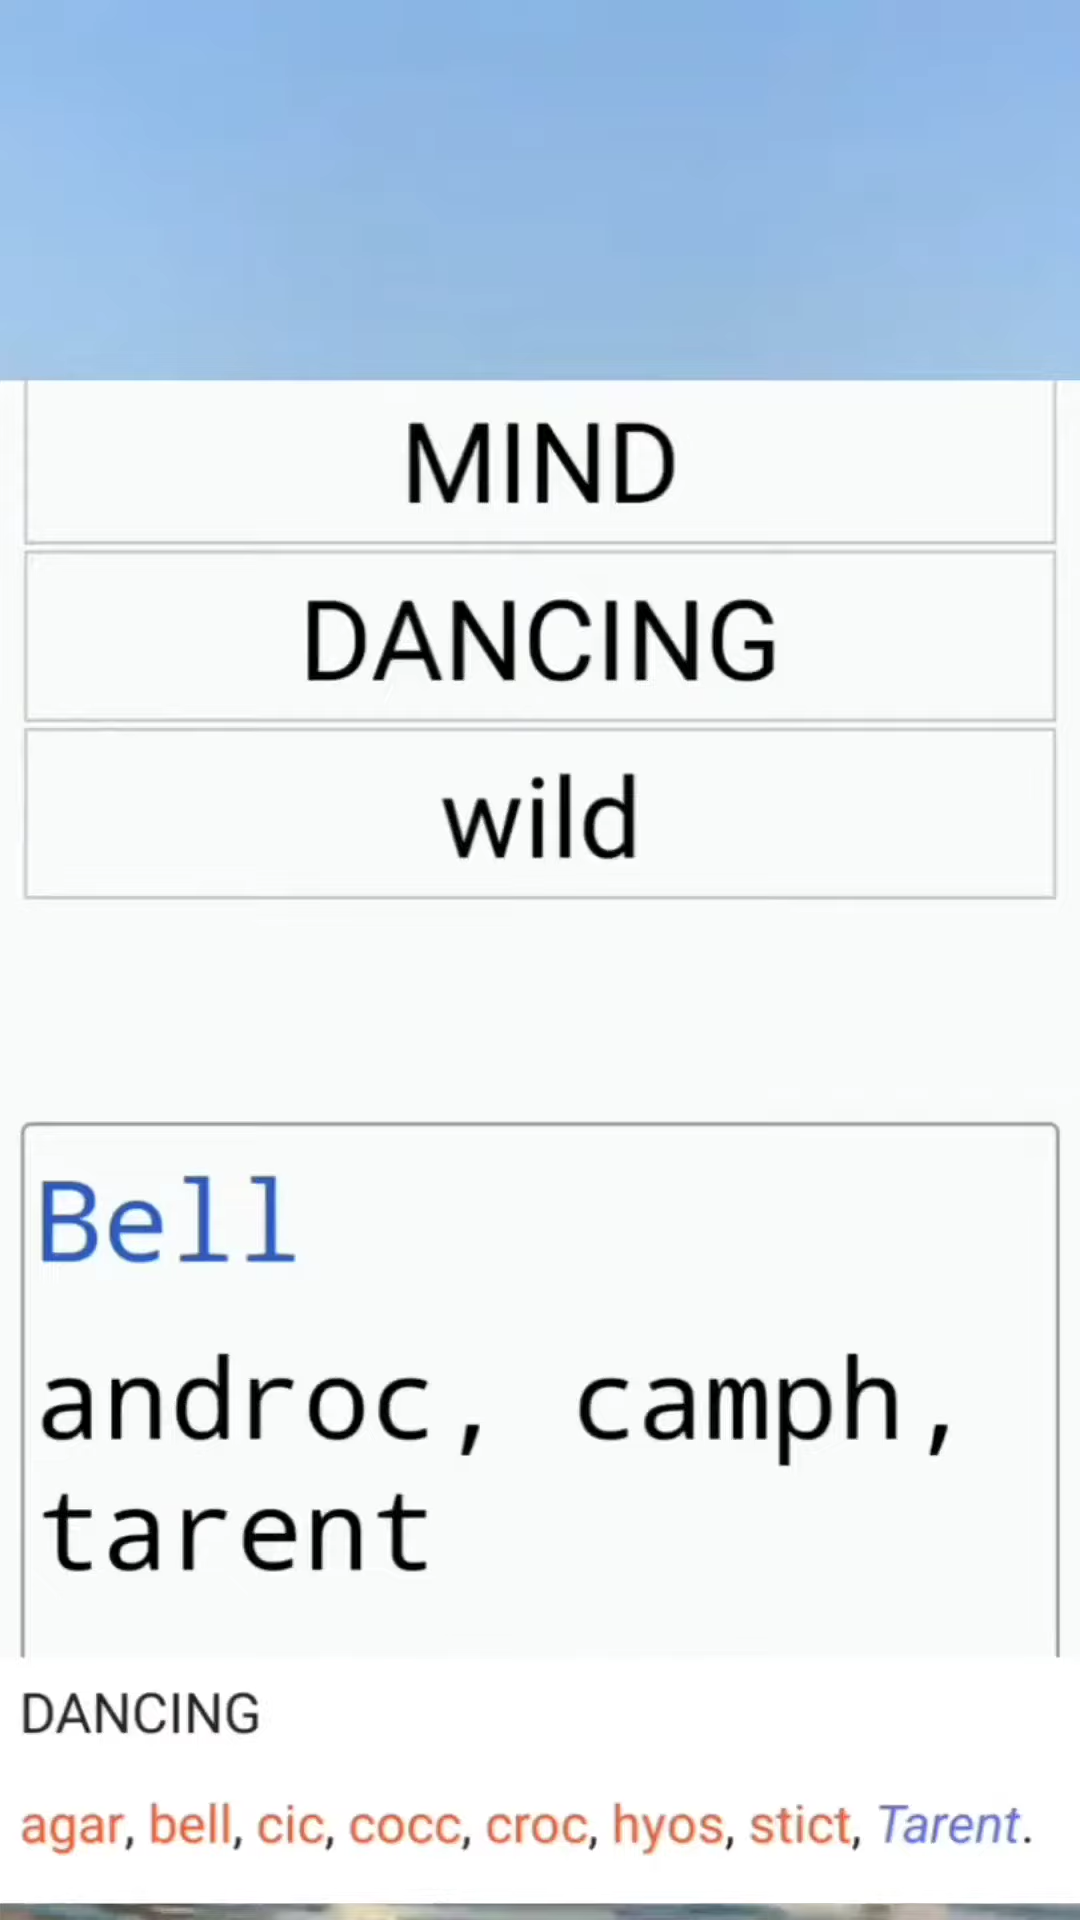 MIND
DANCING
wild
Bell
androc, camph,
tarent
DANCING
agar, bell, cic, cocc, croc, hyos, stict, Tarent.